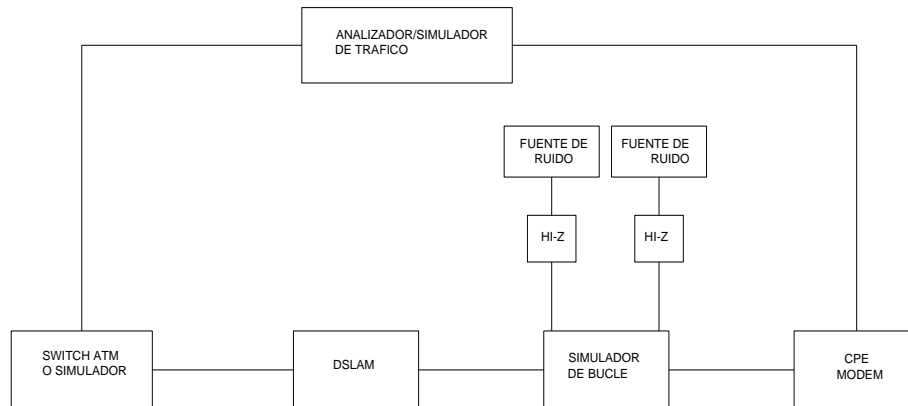 ANALIZADOR/SIMULADOR
DE TRAFICO
FUENTE DE
RUIDO
FUENTE DE
RUIDO
HI-Z
HI-Z
SWITCH ATM
O SIMULADOR
DSLAM
SIMULADOR
DE BUCLE
CPE
MODEM